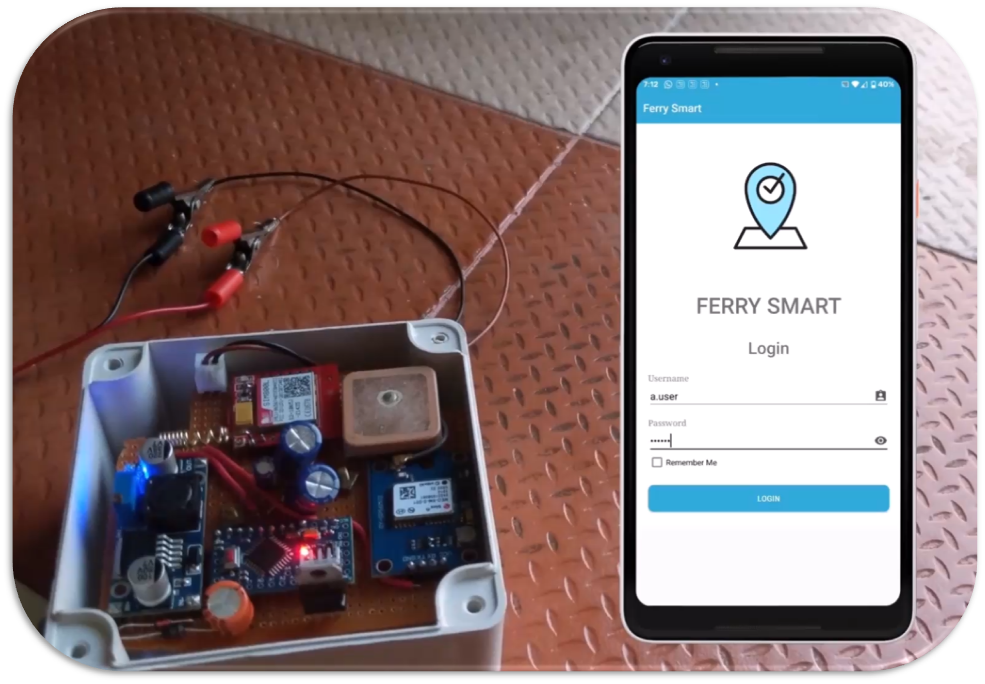 7:12
40%
Ferry Smart
FERRY SMART
Login
Username
a.user
Password
••••••
Remember Me
LOGIN